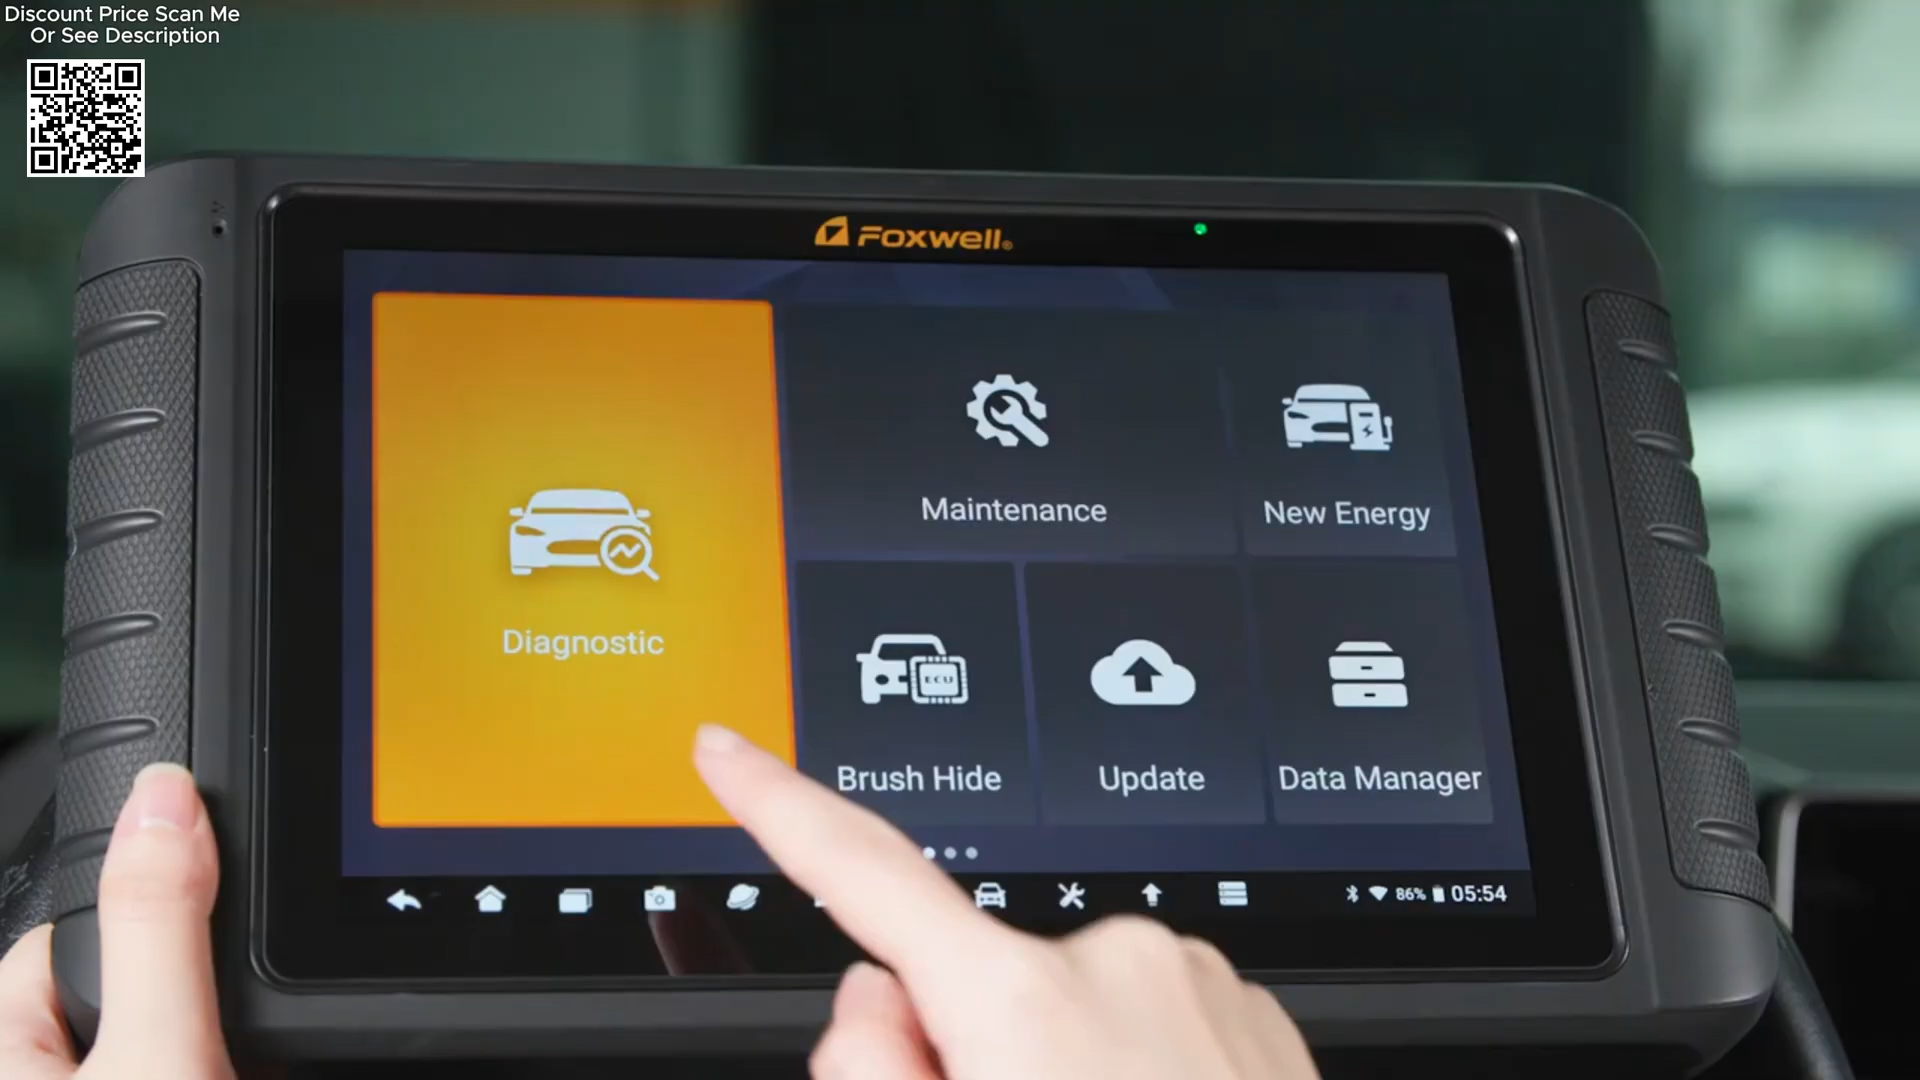 Discount Price Scan Me
Or See Description
FOXWELL®
Maintenance
New Energy
Diagnostic
ECU
Brush Hide
Update
Data Manager
86%
05:54